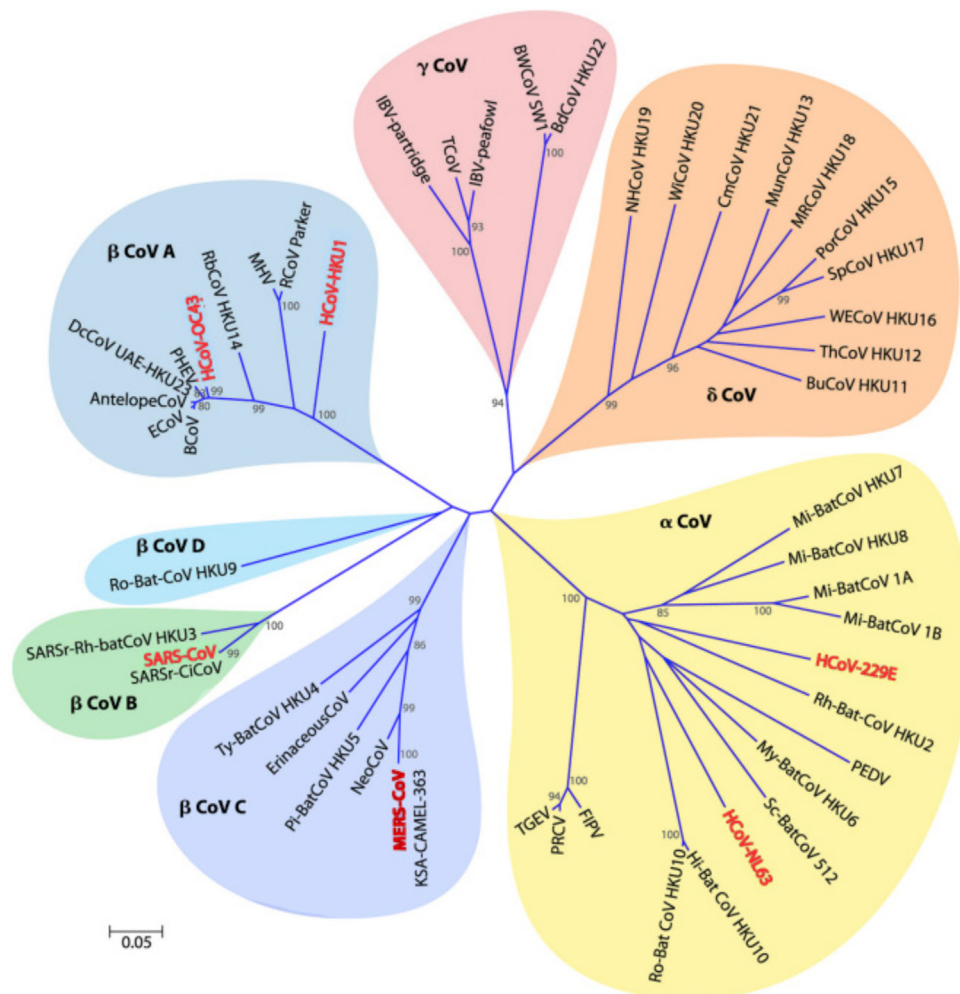 γ CoV
IBV-partridge
TCoV
IBV-peafowl
BWCoV SW1
BdCoV HKU22
93
100
100
94
NHCoV HKU19
WiCoV HKU20
CmCoV HKU21
MunCoV HKU13
MRCoV HKU18
PorCoV HKU15
SpCoV HKU17
WECoV HKU16
ThCoV HKU12
BuCoV HKU11
99
96
99
δ CoV
β CoV A
RbCoV HKU14
MHV
RCoV Parker
HCoV-HKU1
HCoV-OC43
PHEV
DcCoV UAE-HKU23
AntelopeCoV
ECoV
BCoV
100
99
80
99
100
β CoV D
Ro-Bat-CoV HKU9
SARSr-Rh-batCoV HKU3
SARS-CoV
SARSr-CiCoV
100
99
β CoV B
99
86
99
100
Ty-BatCoV HKU4
ErinaceousCoV
Pi-BatCoV HKU5
NeoCoV
MERS-CoV
KSA-CAMEL-363
β CoV C
α CoV
Mi-BatCoV HKU7
Mi-BatCoV HKU8
Mi-BatCoV 1A
Mi-BatCoV 1B
HCoV-229E
Rh-Bat-CoV HKU2
PEDV
My-BatCoV HKU6
Sc-BatCoV 512
HCoV-NL63
Hi-Bat CoV HKU10
Ro-Bat CoV HKU10
100
85
100
100
100
94
TGEV
PRCV
FIPV
0.05